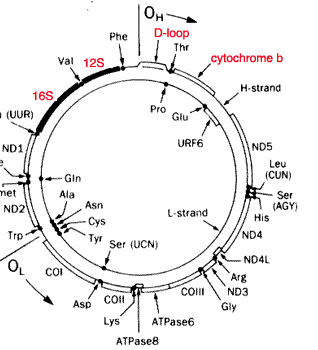 O H
D-loop
Phe
Thr
12S
Val
cytochrome b
16S
H-strand
Pro
Glu
URF6
(UUR)
ND1
ND5
Gln
Leu
(CUN)
Ser
(AGY)
His
met
Ala
Asn
Cys
Tyr
ND2
L-strand
Trp
ND4
Ser (UCN)
O L
COI
ND4L
Arg
ND3
Gly
Asp
COII
COIII
Lys
ATPase6
ATPase8